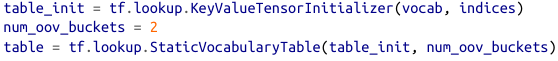 table_init = tf.lookup.KeyValueTensorInitializer(vocab, indices)
num_oov_buckets = 2
table = tf.lookup.StaticVocabularyTable(table_init, num_oov_buckets)